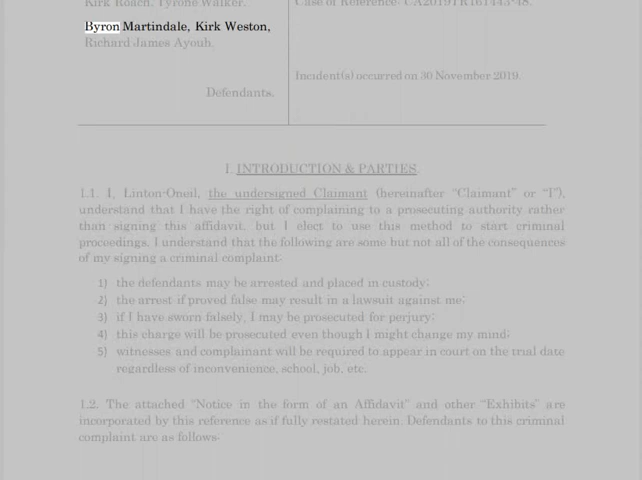 Kirk Roach, Tyrone Walker,
Case of Reference- CA2019TR161443-48.
Byron Martindale, Kirk Weston,
Richard James Ayoub,
Incident(s) occurred on 30 November 2019.
Defendants.
I. INTRODUCTION & PARTIES
1.1. I, Linton-Oneil, the undersigned Claimant (hereinafter “Claimant” or “I”),
understand that I have the right of complaining to a prosecuting authority rather
than signing this affidavit, but I elect to use this method to start criminal
proceedings. I understand that the following are some but not all of the consequences
of my signing a criminal complaint:
1) the defendants may be arrested and placed in custody;
2) the arrest if proved false may result in a lawsuit against me;
3) if I have sworn falsely, I may be prosecuted for perjury;
4) this charge will be prosecuted even though I might change my mind;
5) witnesses and complainant will be required to appear in court on the trial date
regardless of inconvenience, school, job, etc.
1.2. The attached “Notice in the form of an Affidavit” and other “Exhibits” are
incorporated by this reference as if fully restated herein. Defendants to this criminal
complaint are as follows: